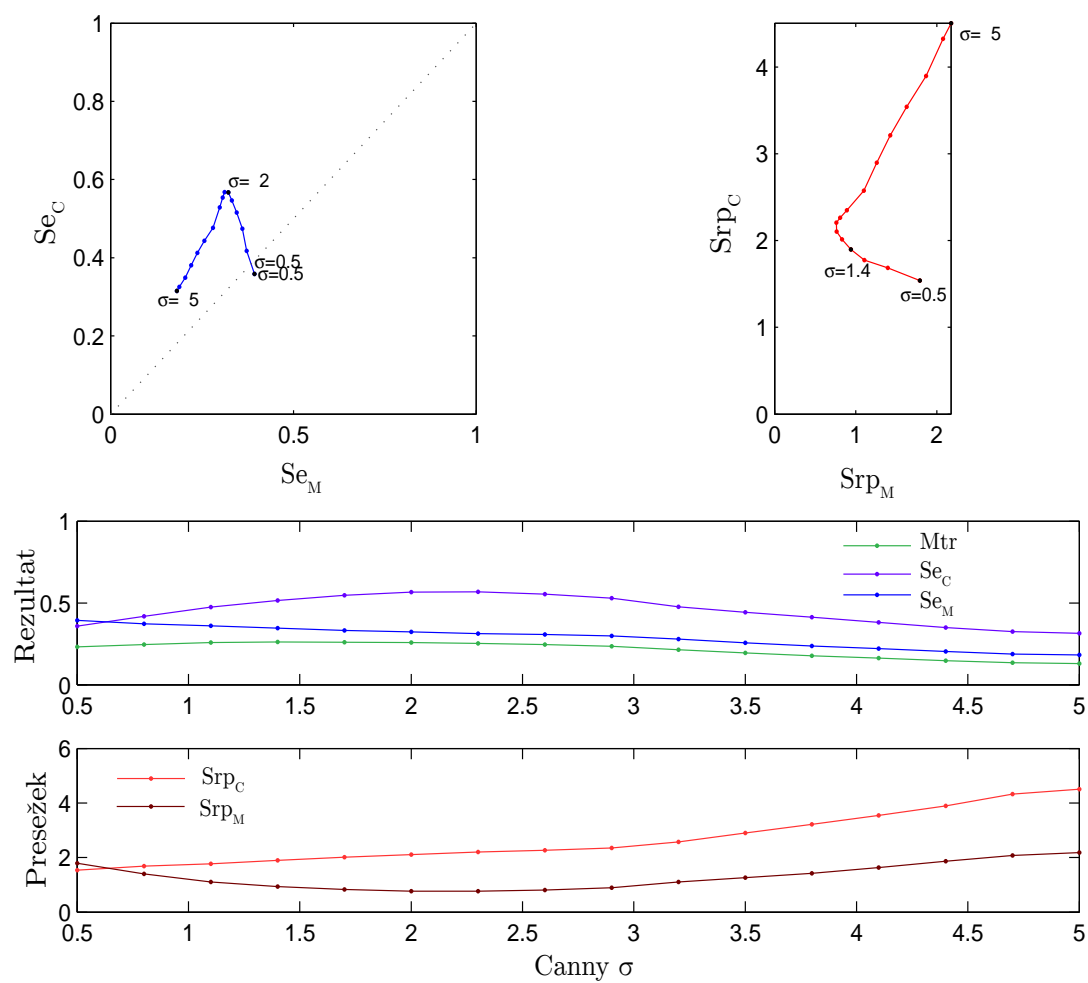 1
0.8
0.6
0.4
0.2
0
0
0.5
1
Se_C
Se_M
σ= 2
σ=0.5
σ=0.5
σ= 5
4
3
2
1
0
0
1
2
Srp_C
Srp_M
σ= 5
σ=1.4
σ=0.5
1
0.5
0
Rezultat
Mtr
Se_C
Se_M
0.5 1 1.5 2 2.5 3 3.5 4 4.5 5
6
4
2
0
Presežek
Srp_C
Srp_M
0.5 1 1.5 2 2.5 3 3.5 4 4.5 5
Canny σ